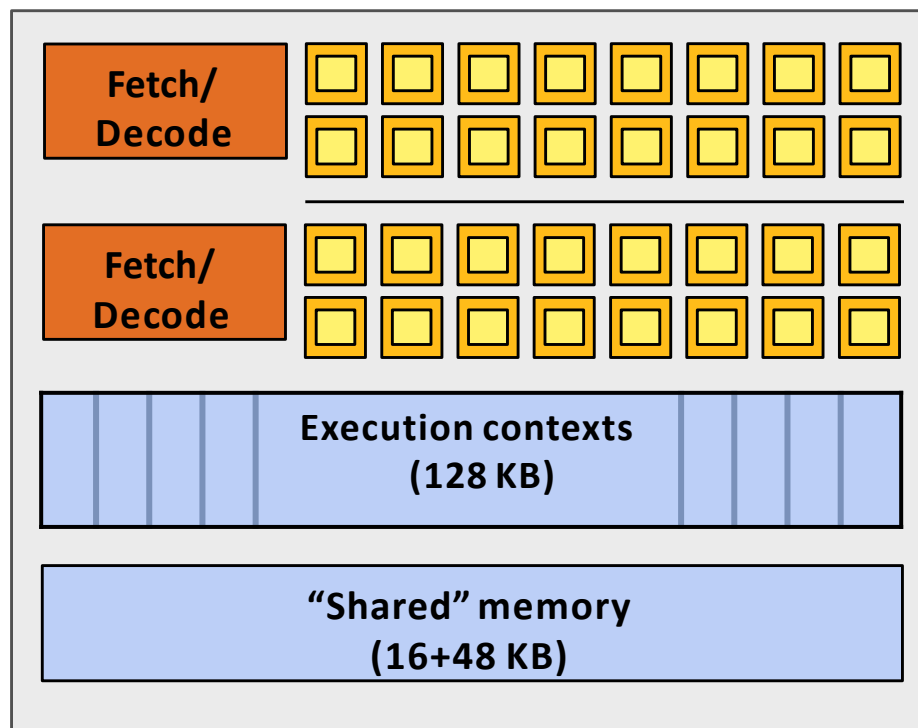 Fetch/
Decode
Fetch/
Decode
Execution contexts
(128 KB)
“Shared” memory
(16+48 KB)